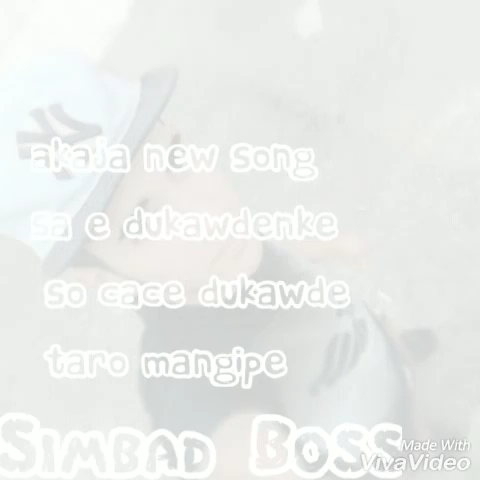 akaja new song
sa e dukawdenke
so cace dukawde
taro mangipe
SIMBAD BOSS
Made With
VivaVideo